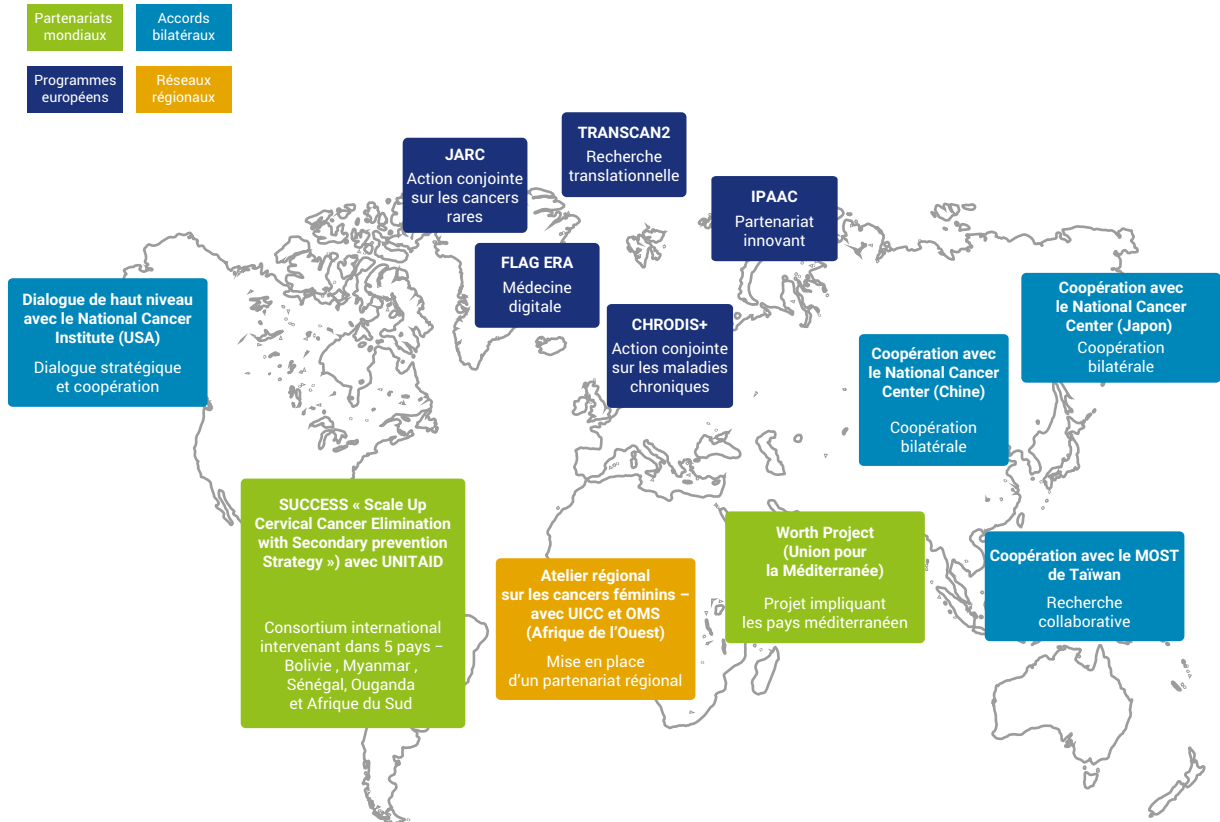 Partenariats
mondiaux
Accords
bilatéraux
Programmes
européens
Réseaux
régionaux
TRANSCAN2
Recherche
translationnelle
JARC
Action conjointe
sur les cancers
rares
IPAAC
Partenariat
innovant
FLAG ERA
Médecine
digitale
CHRODIS+
Action conjointe
sur les maladies
chroniques
Dialogue de haut niveau
avec le National Cancer
Institute (USA)
Dialogue stratégique
et coopération
Coopération avec
le National Cancer
Center (Japon)
Coopération
bilatérale
Coopération avec
le National Cancer
Center (Chine)
Coopération
bilatérale
SUCCESS « Scale Up
Cervical Cancer Elimination
with Secondary prevention
Strategy ») avec UNITAID
Consortium international
intervenant dans 5 pays –
Bolivie , Myanmar ,
Sénégal, Ouganda
et Afrique du Sud
Atelier régional
sur les cancers féminins –
avec UICC et OMS
(Afrique de l'Ouest)
Mise en place
d'un partenariat régional
Worth Project
(Union pour
la Méditerranée)
Projet impliquant
les pays méditerranéen
Coopération avec le MOST
de Taïwan
Recherche
collaborative